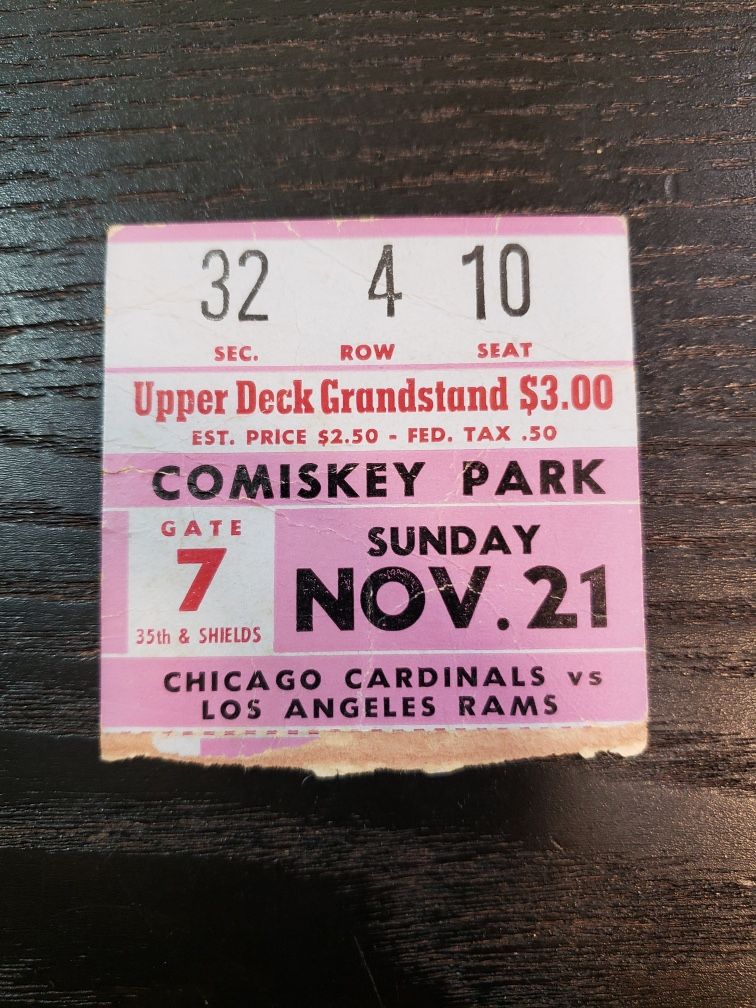 32 4 10
SEC. ROW SEAT
Upper Deck Grandstand $3.00
EST. PRICE $2.50 - FED. TAX .50
COMISKEY PARK
GATE
7
35th & SHIELDS
SUNDAY
NOV. 21
CHICAGO CARDINALS vs
LOS ANGELES RAMS